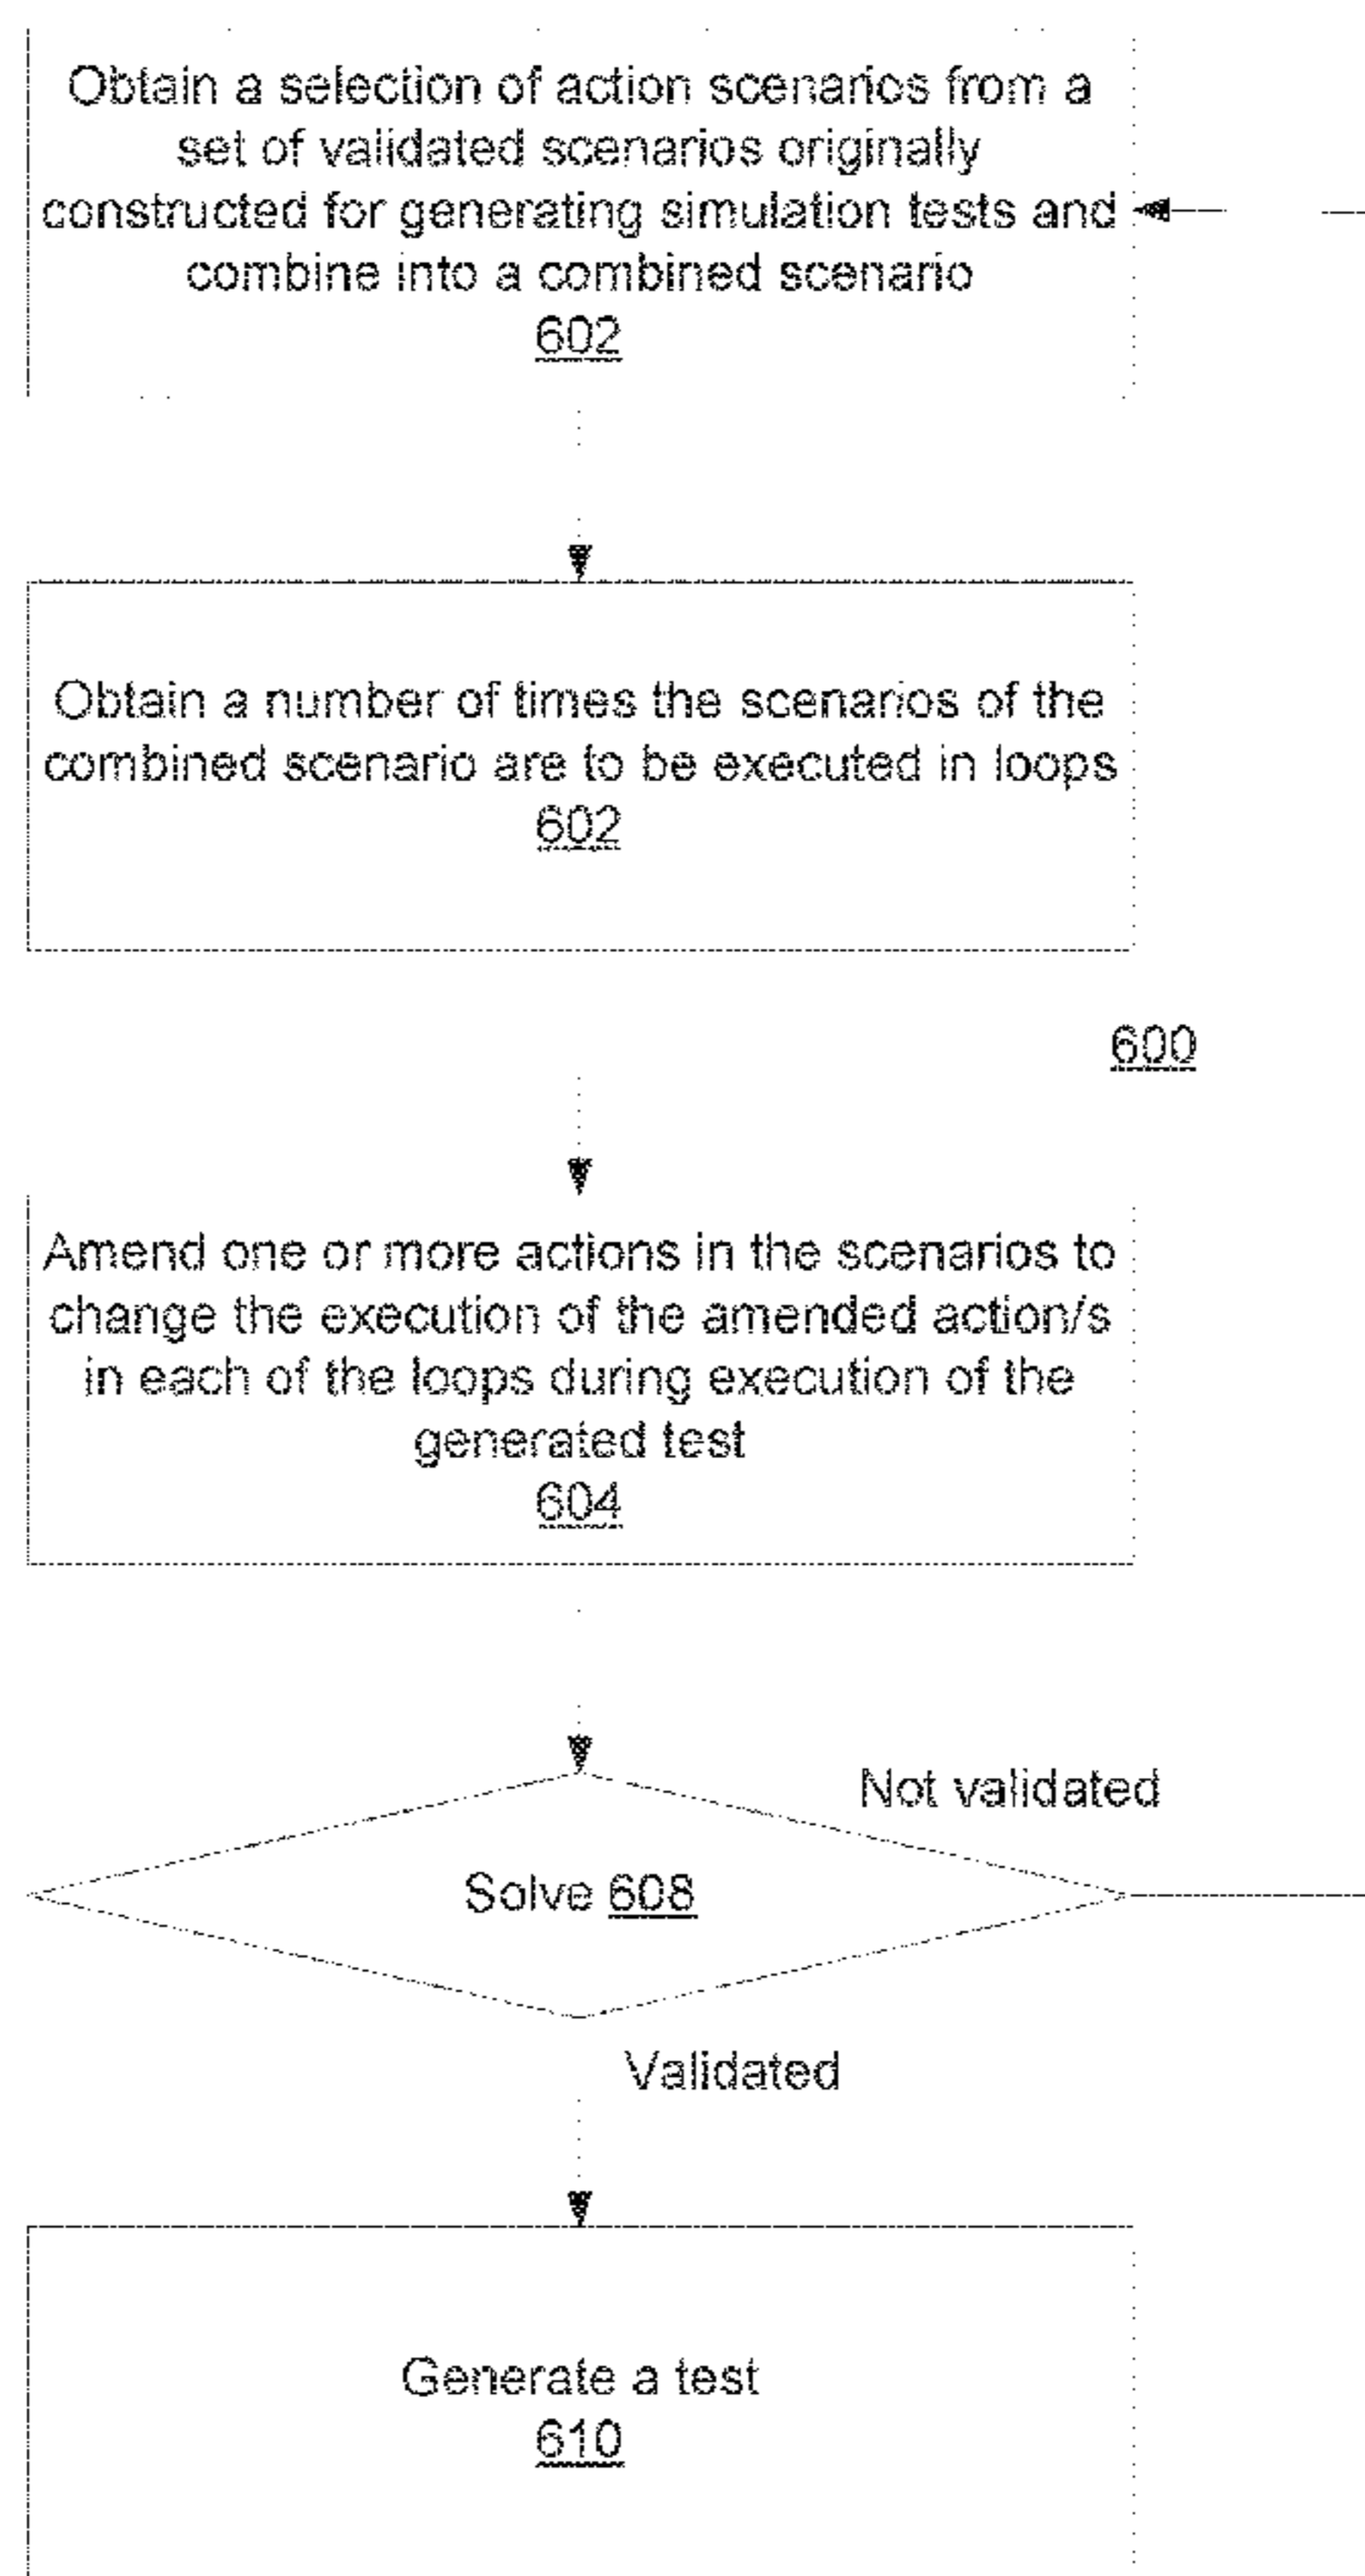 Obtain a selection of action scenarios from a
set of validated scenarios originally
constructed for generating simulation tests and
combine into a combined scenario
602
Obtain a number of times the scenarios of the
combined scenario are to be executed in loops
602
600
Amend one or more actions in the scenarios to
change the execution of the amended action/s
in each of the loops during execution of the
generated test
604
Not validated
Solve 608
Validated
Generate a test
610